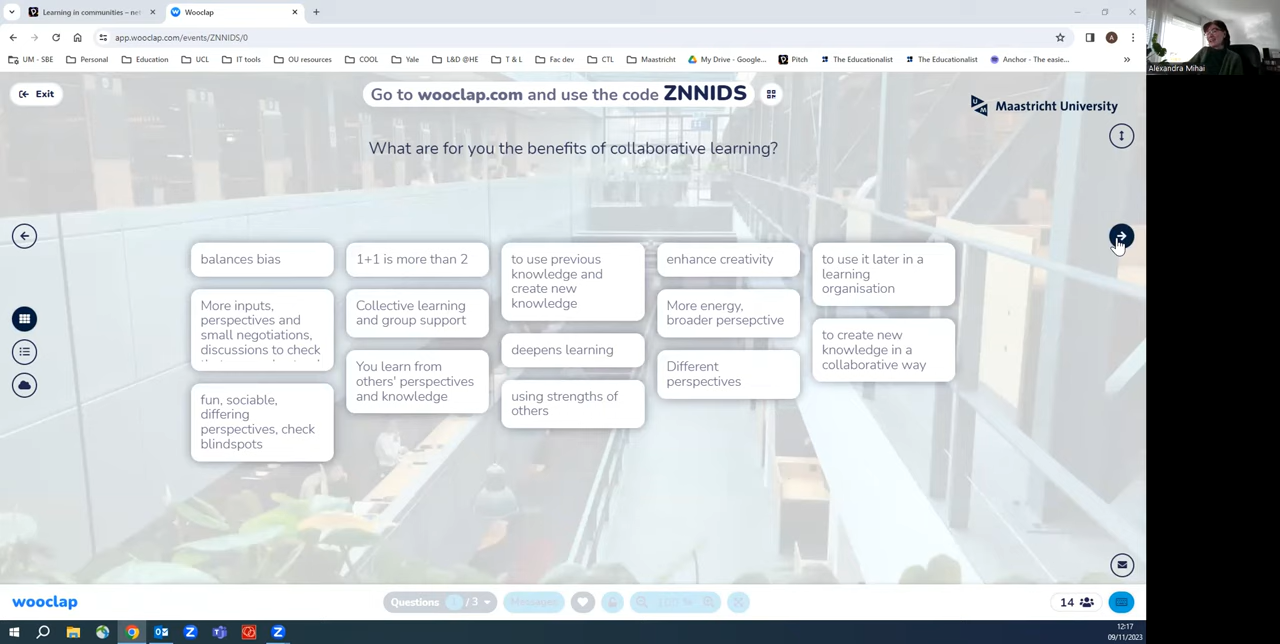 Learning in communities – net
Wooclap
app.wooclap.com/events/ZNNIDS/0
UM - SBE
Personal
Education
UCL
IT tools
OU resources
COOL
L&D @HE
T & L
Fac dev
Yale
CTL
Maastricht
My Drive - Google...
Pitch
The Educationalist
The Educationalist
Anchor - The easie...
Alexandra Mihai
Exit
Go to wooclap.com and use the code ZNNIDS
Maastricht University
What are for you the benefits of collaborative learning?
balances bias
More inputs,
perspectives and
small negotiations,
discussions to check
fun, sociable,
differing
perspectives, check
blindspots
1+1 is more than 2
Collective learning
and group support
You learn from
others' perspectives
and knowledge
to use previous
knowledge and
create new
knowledge
deepens learning
using strengths of
others
enhance creativity
More energy,
broader persepctive
Different
perspectives
to use it later in a
learning
organisation
to create new
knowledge in a
collaborative way
wooclap
Questions 1 / 3
Messages
100 %
14
12:17
09/11/2023